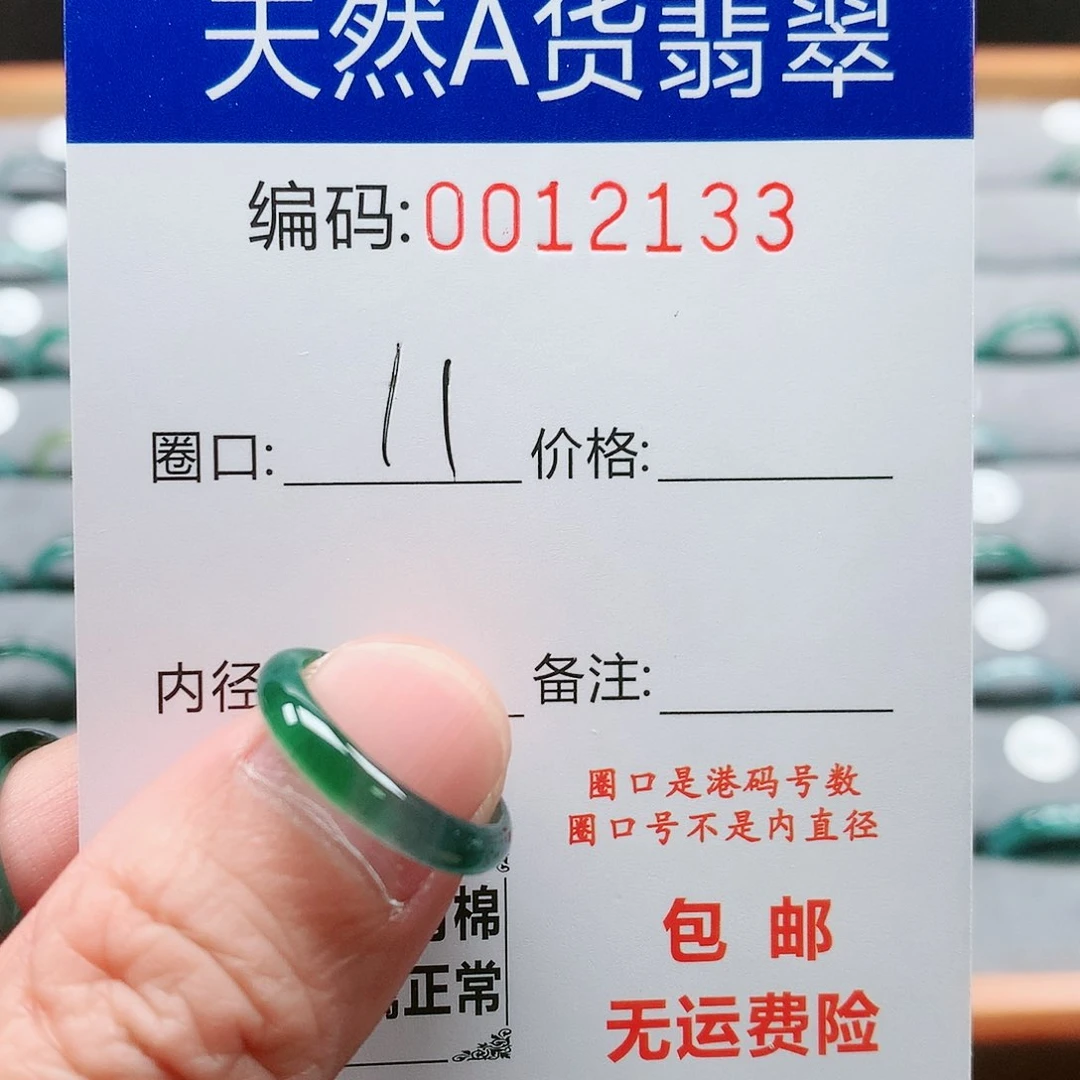 天然A货翡翠
编码:0012133
圈口: 11 价格:
内径 备注:
圈口是港码号数
圈口号不是内直径
棉
正常
包 邮
无运费险